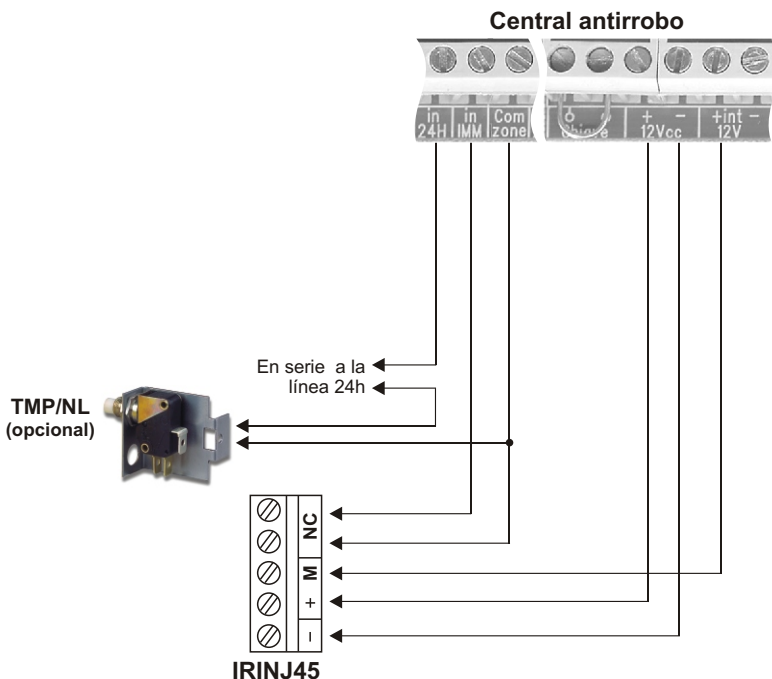 Central antirrobo
in in Com + - +int -
24H IMM zone Chiave 12Vcc 12V
En serie a la
línea 24h
TMP/NL
(opcional)
NC
M
+
-
IRINJ45